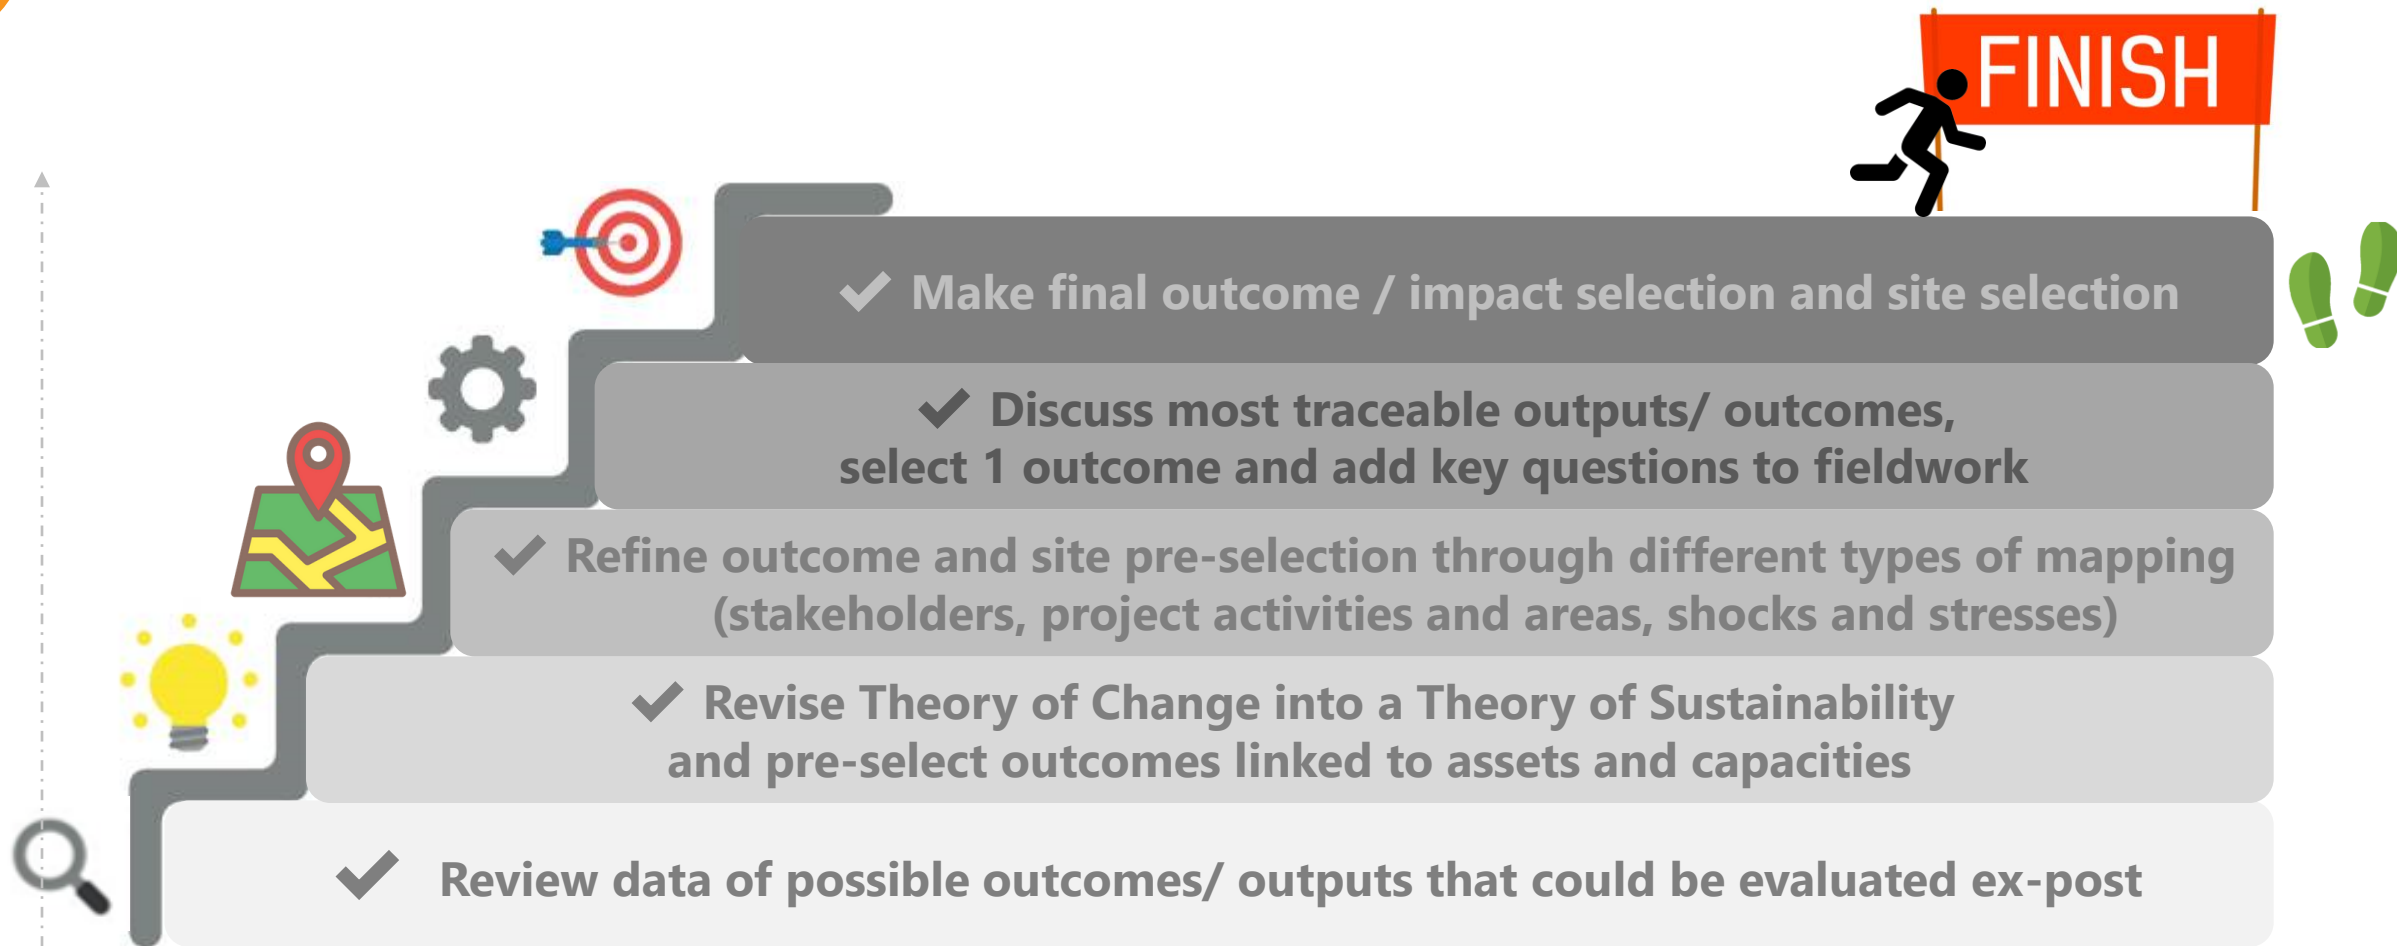 FINISH
✔ Make final outcome / impact selection and site selection
✔ Discuss most traceable outputs/ outcomes,
select 1 outcome and add key questions to fieldwork
✔ Refine outcome and site pre-selection through different types of mapping
(stakeholders, project activities and areas, shocks and stresses)
✔ Revise Theory of Change into a Theory of Sustainability
and pre-select outcomes linked to assets and capacities
✔ Review data of possible outcomes/ outputs that could be evaluated ex-post